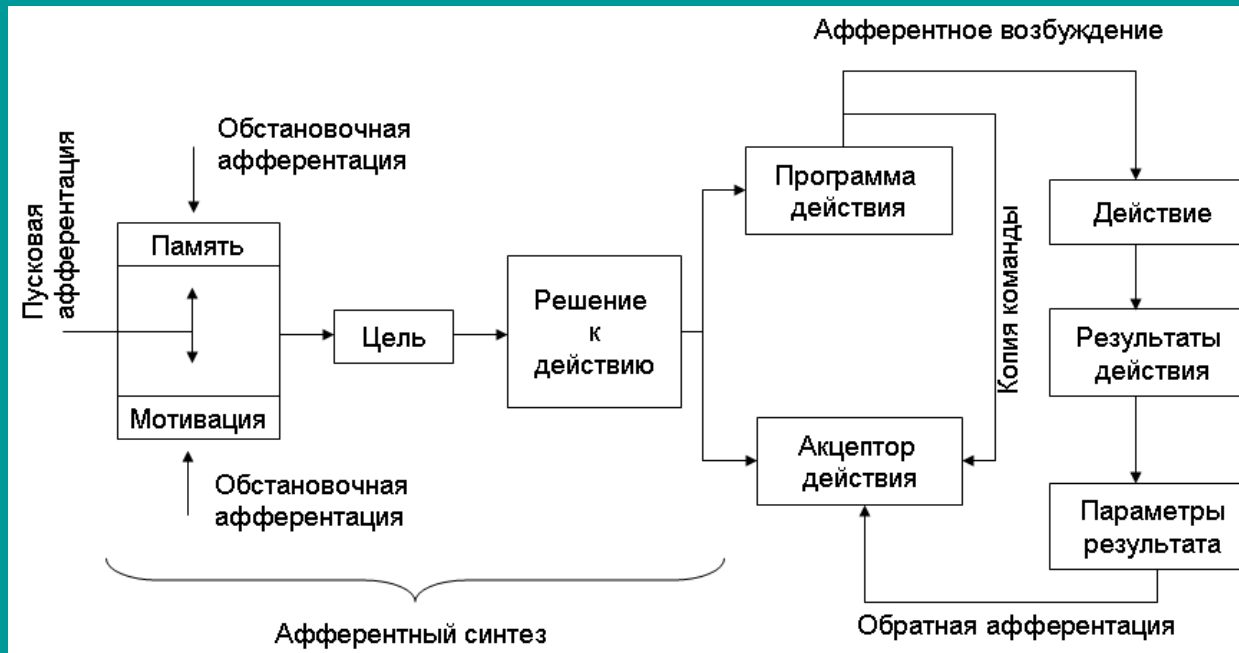 Афферентное возбуждение
Обстановочная
афферентация
Пусковая
афферентация
Память
Мотивация
Обстановочная
афферентация
Цель
Решение
к
действию
Программа
действия
Копия команды
Акцептор
действия
Действие
Результаты
действия
Параметры
результата
Обратная афферентация
Афферентный синтез